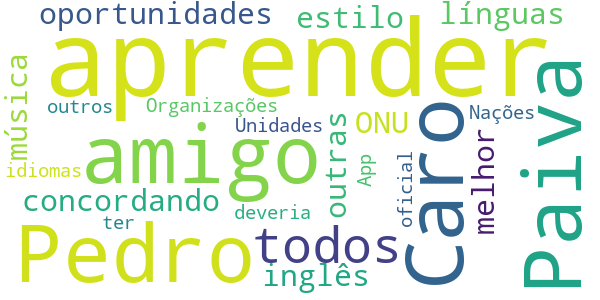 oportunidades
estilo
línguas
aprender
música
outros
Organizações
Unidades
ONU
Nações
amigo
Caro
Paiva
idiomas
outras
App
oficial
melhor
concordando
deveria
ter
Pedro
todos
inglês